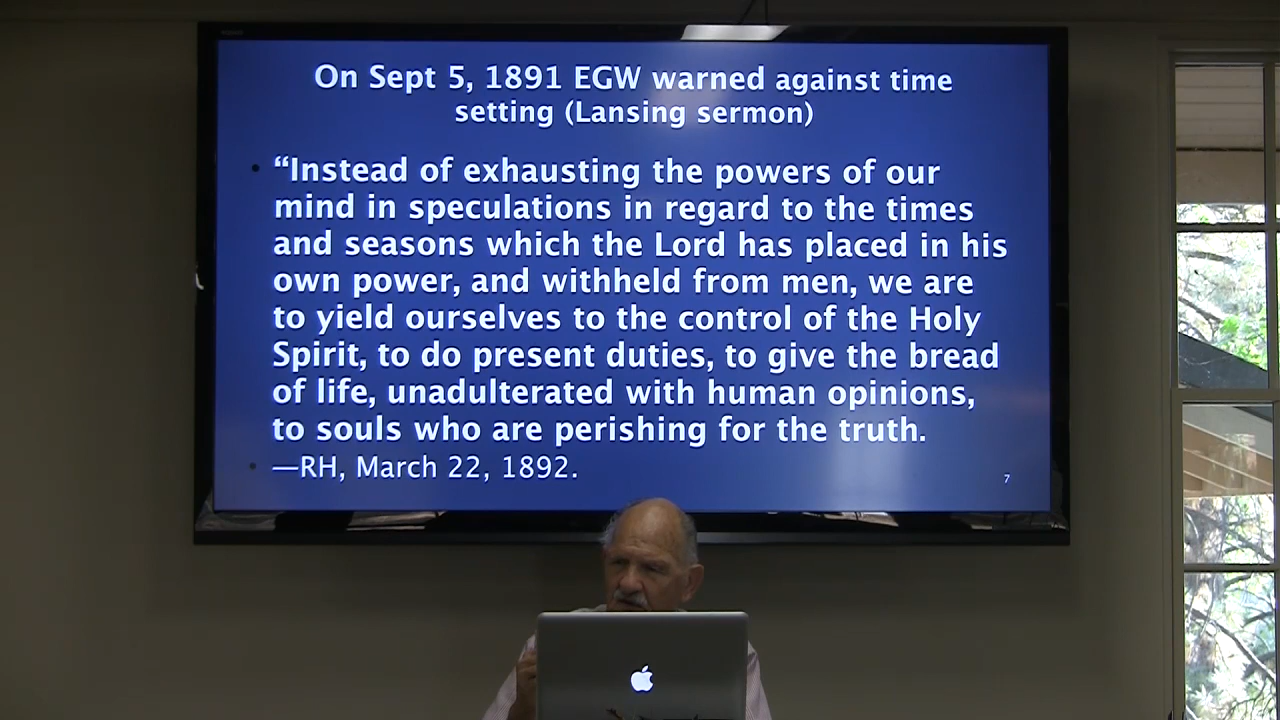 On Sept 5, 1891 EGW warned against time
setting (Lansing sermon)
• “Instead of exhausting the powers of our
mind in speculations in regard to the times
and seasons which the Lord has placed in his
own power, and withheld from men, we are
to yield ourselves to the control of the Holy
Spirit, to do present duties, to give the bread
of life, unadulterated with human opinions,
to souls who are perishing for the truth.
• —RH, March 22, 1892.
7